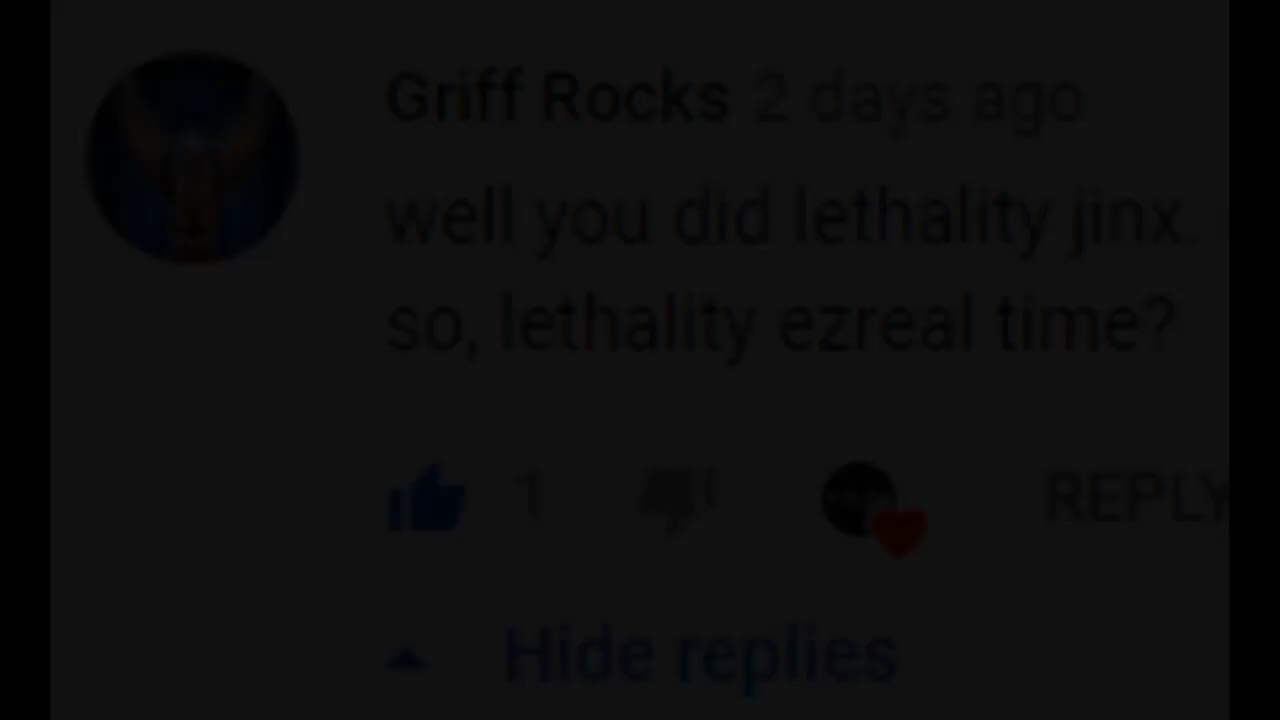 Griff Rocks 2 days ago
well you did lethality jinx.
so, lethality ezreal time?
1 REPLY
Hide replies